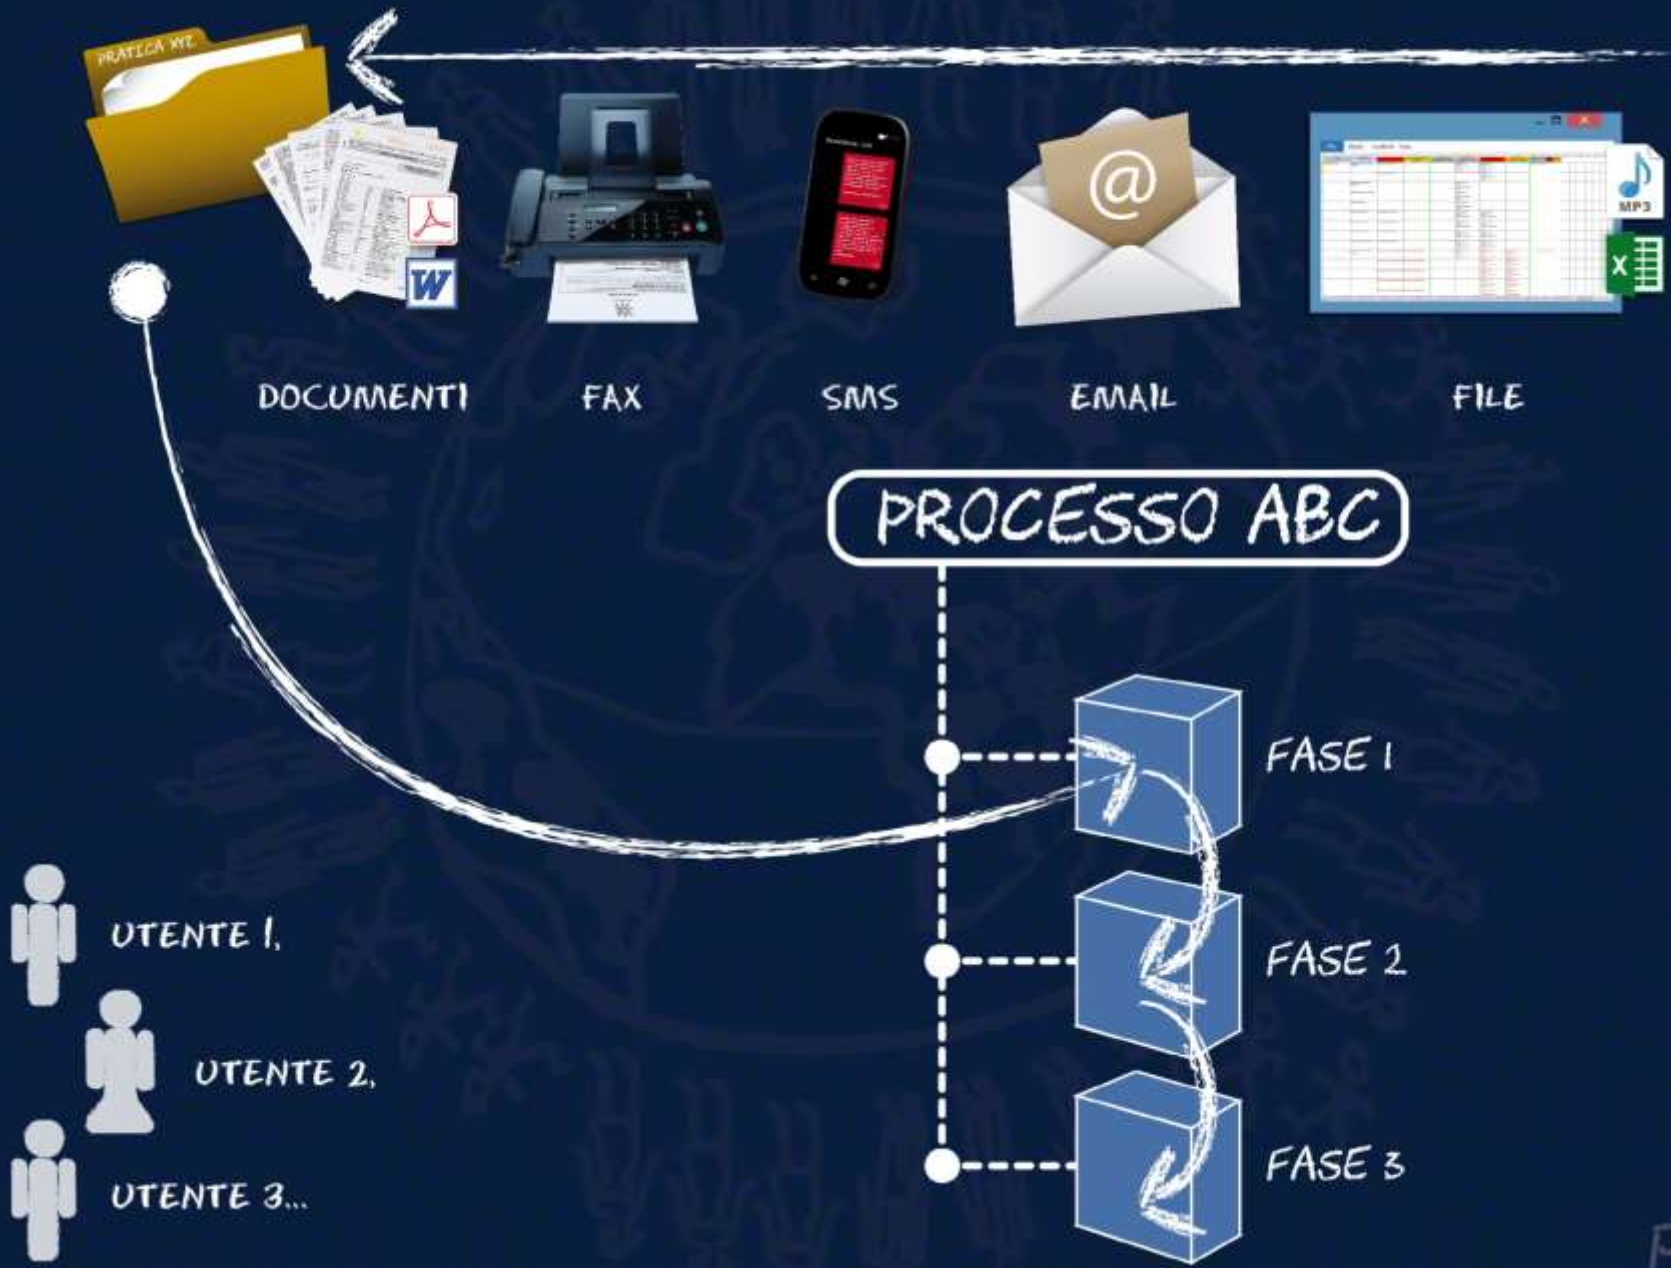 PRATICA XYZ
MP3
W
X
@
DOCUMENTI
FAX
SMS
EMAIL
FILE
PROCESSO ABC
FASE 1
FASE 2
FASE 3
UTENTE 1,
UTENTE 2,
UTENTE 3...